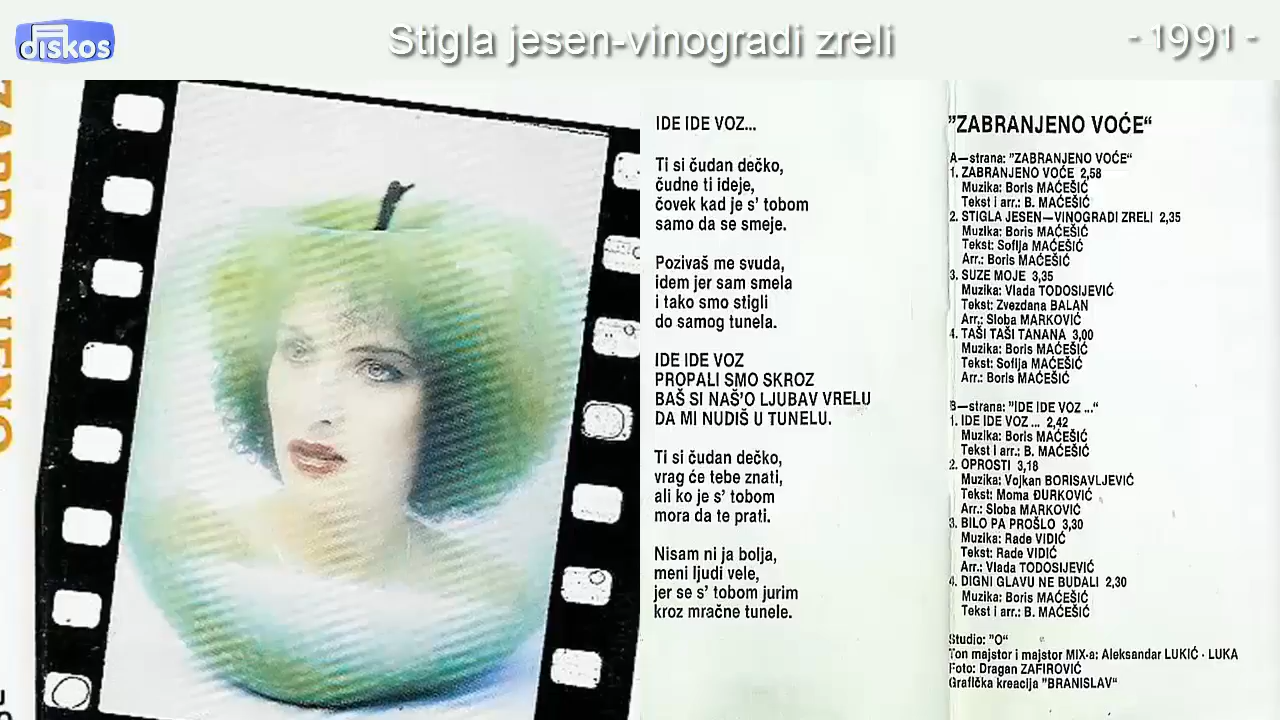 diskos
Stigla jesen-vinogradi zreli
- 1991 -
ZABRANJENO
IDE IDE VOZ...
Ti si čudan dečko,
čudne ti ideje,
čovek kad je s' tobom
samo da se smeje.
Pozivaš me svuda,
idem jer sam smela
i tako smo stigli
do samog tunela.
IDE IDE VOZ
PROPALI SMO SKROZ
BAŠ SI NAŠ'O LJUBAV VRELU
DA MI NUDIŠ U TUNELU.
Ti si čudan dečko,
vrag će tebe znati,
ali ko je s' tobom
mora da te prati.
Nisam ni ja bolja,
meni ljudi vele,
jer se s' tobom jurim
kroz mračne tunele.
"ZABRANJENO VOĆE"
A—strana: "ZABRANJENO VOĆE"
1. ZABRANJENO VOĆE 2,58
Muzika: Boris MAĆEŠIĆ
Tekst i arr.: B. MAĆEŠIĆ
2. STIGLA JESEN—VINOGRADI ZRELI 2,35
Muzika: Boris MAĆEŠIĆ
Tekst: Sofija MAĆEŠIĆ
Arr.: Boris MAĆEŠIĆ
3. SUZE MOJE 3,35
Muzika: Vlada TODOSIJEVIĆ
Tekst: Zvezdana BALAN
Arr.: Sloba MARKOVIĆ
4. TAŠI TAŠI TANANA 3,00
Muzika: Boris MAĆEŠIĆ
Tekst: Sofija MAĆEŠIĆ
Arr.: Boris MAĆEŠIĆ
B—strana: "IDE IDE VOZ ..."
1. IDE IDE VOZ ... 2,42
Muzika: Boris MAĆEŠIĆ
Tekst i arr.: B. MAĆEŠIĆ
2. OPROSTI 3,18
Muzika: Vojkan BORISAVLJEVIĆ
Tekst: Moma ĐURKOVIĆ
Arr.: Sloba MARKOVIĆ
3. BILO PA PROŠLO 3,30
Muzika: Rade VIDIĆ
Tekst: Rade VIDIĆ
Arr.: Vlada TODOSIJEVIĆ
4. DIGNI GLAVU NE BUDALI 2,30
Muzika: Boris MAĆEŠIĆ
Tekst i arr.: B. MAĆEŠIĆ
Studio: "O"
Ton majstor i majstor MIX-a: Aleksandar LUKIĆ - LUKA
Foto: Dragan ZAFIROVIĆ
Grafička kreacija "BRANISLAV"